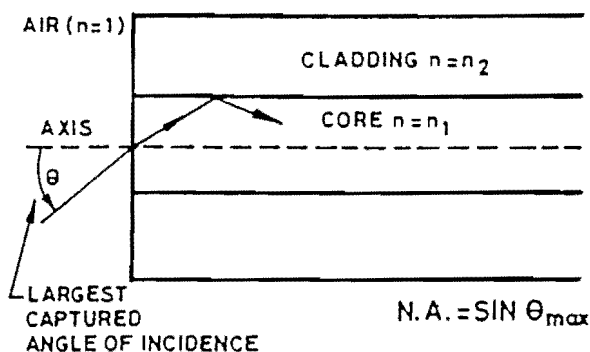 AIR (n=1)
CLADDING n=n₂
CORE n=n₁
AXIS
θ
LARGEST
CAPTURED
ANGLE OF INCIDENCE
N.A.=SIN θmax